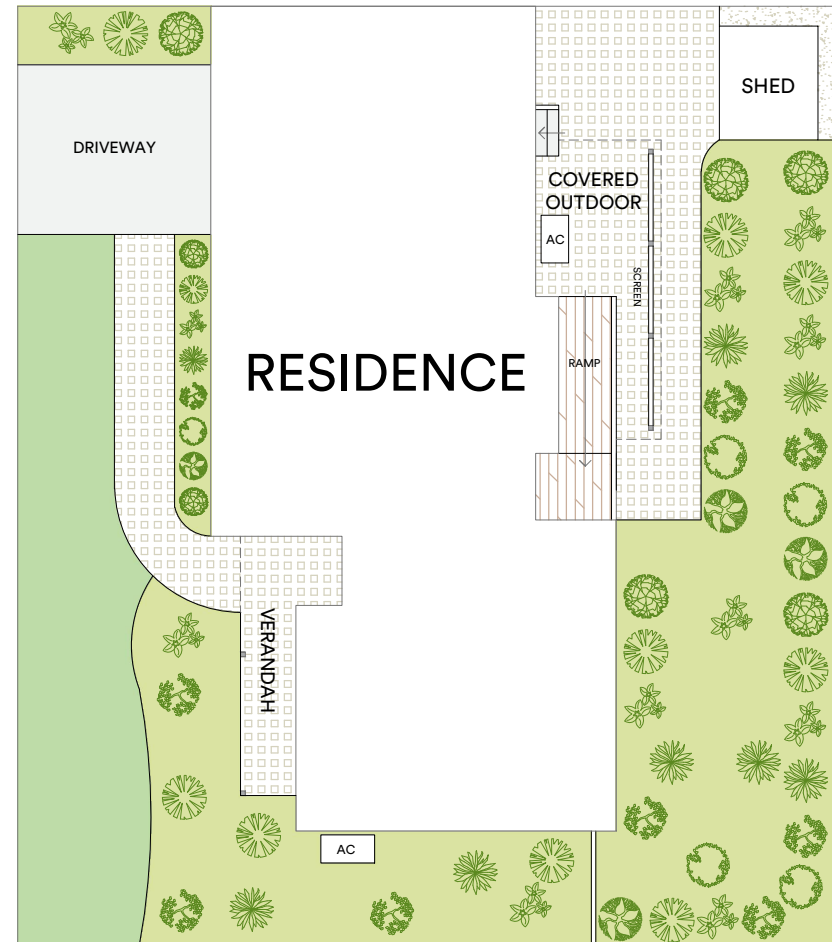 SHED
DRIVEWAY
COVERED
OUTDOOR
AC
SCREEN
RAMP
RESIDENCE
VERANDAH
AC